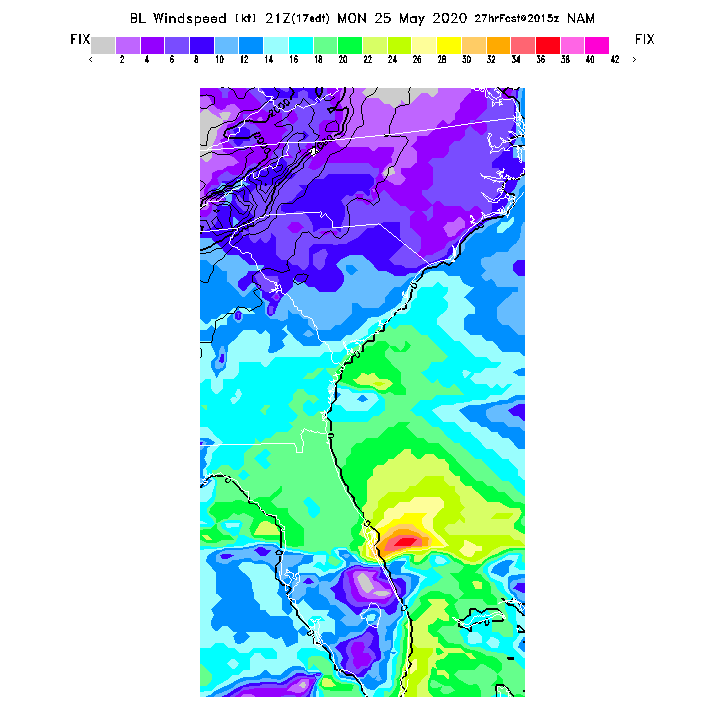 BL Windspeed [kt] 21Z(17edt) MON 25 May 2020 27hrFcst@2015z NAM
FIX FIX
< 2 4 6 8 10 12 14 16 18 20 22 24 26 28 30 32 34 36 38 40 42 >
2000